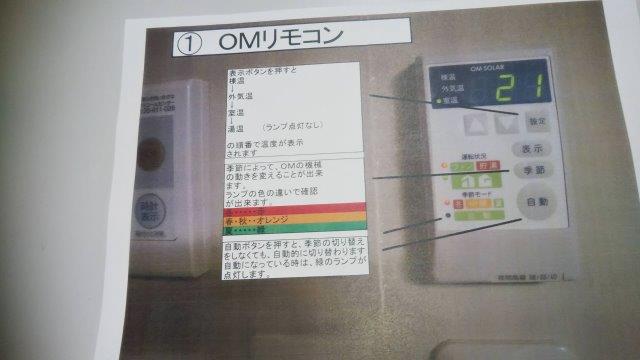 ① OMリモコン
表示ボタンを押すと
棟温
↓
外気温
↓
室温
↓
湯温 （ランプ点灯なし）
の順番で温度が表示
されます
季節によって、OMの機械
の動きを変えることが出来
ます。
ランプの色の違いで確認
が出来ます。
春・秋・・オレンジ
夏・・・・・緑
自動ボタンを押すと、季節の切り替え
をしなくても、自動的に切り替わります
自動になっている時は、緑のランプが
点灯します。
OM SOLAR
棟温
外気温
室温
21
設定
表示
運転状況
ファン 貯湯
季節
季節モード
自動
時計
表示